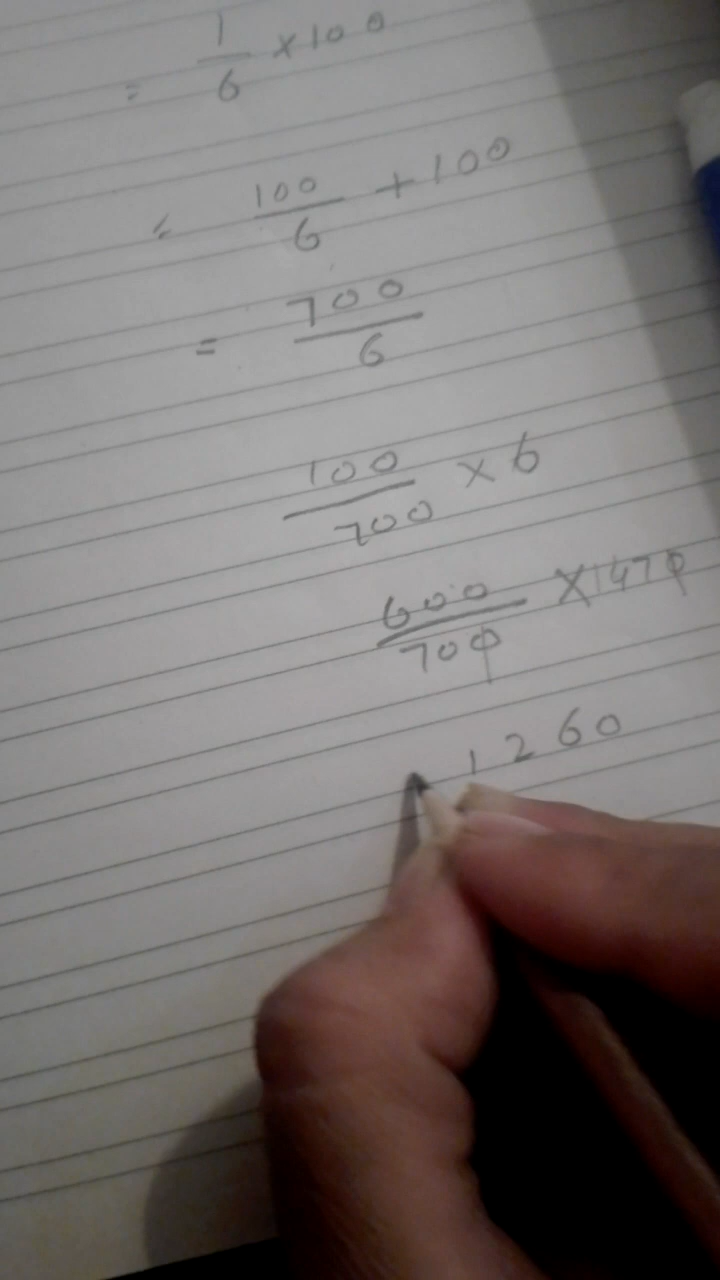 = 1/6 × 100
= 100/6 + 100
= 700/6
100/700 × 6
600/700 × 1470
1260